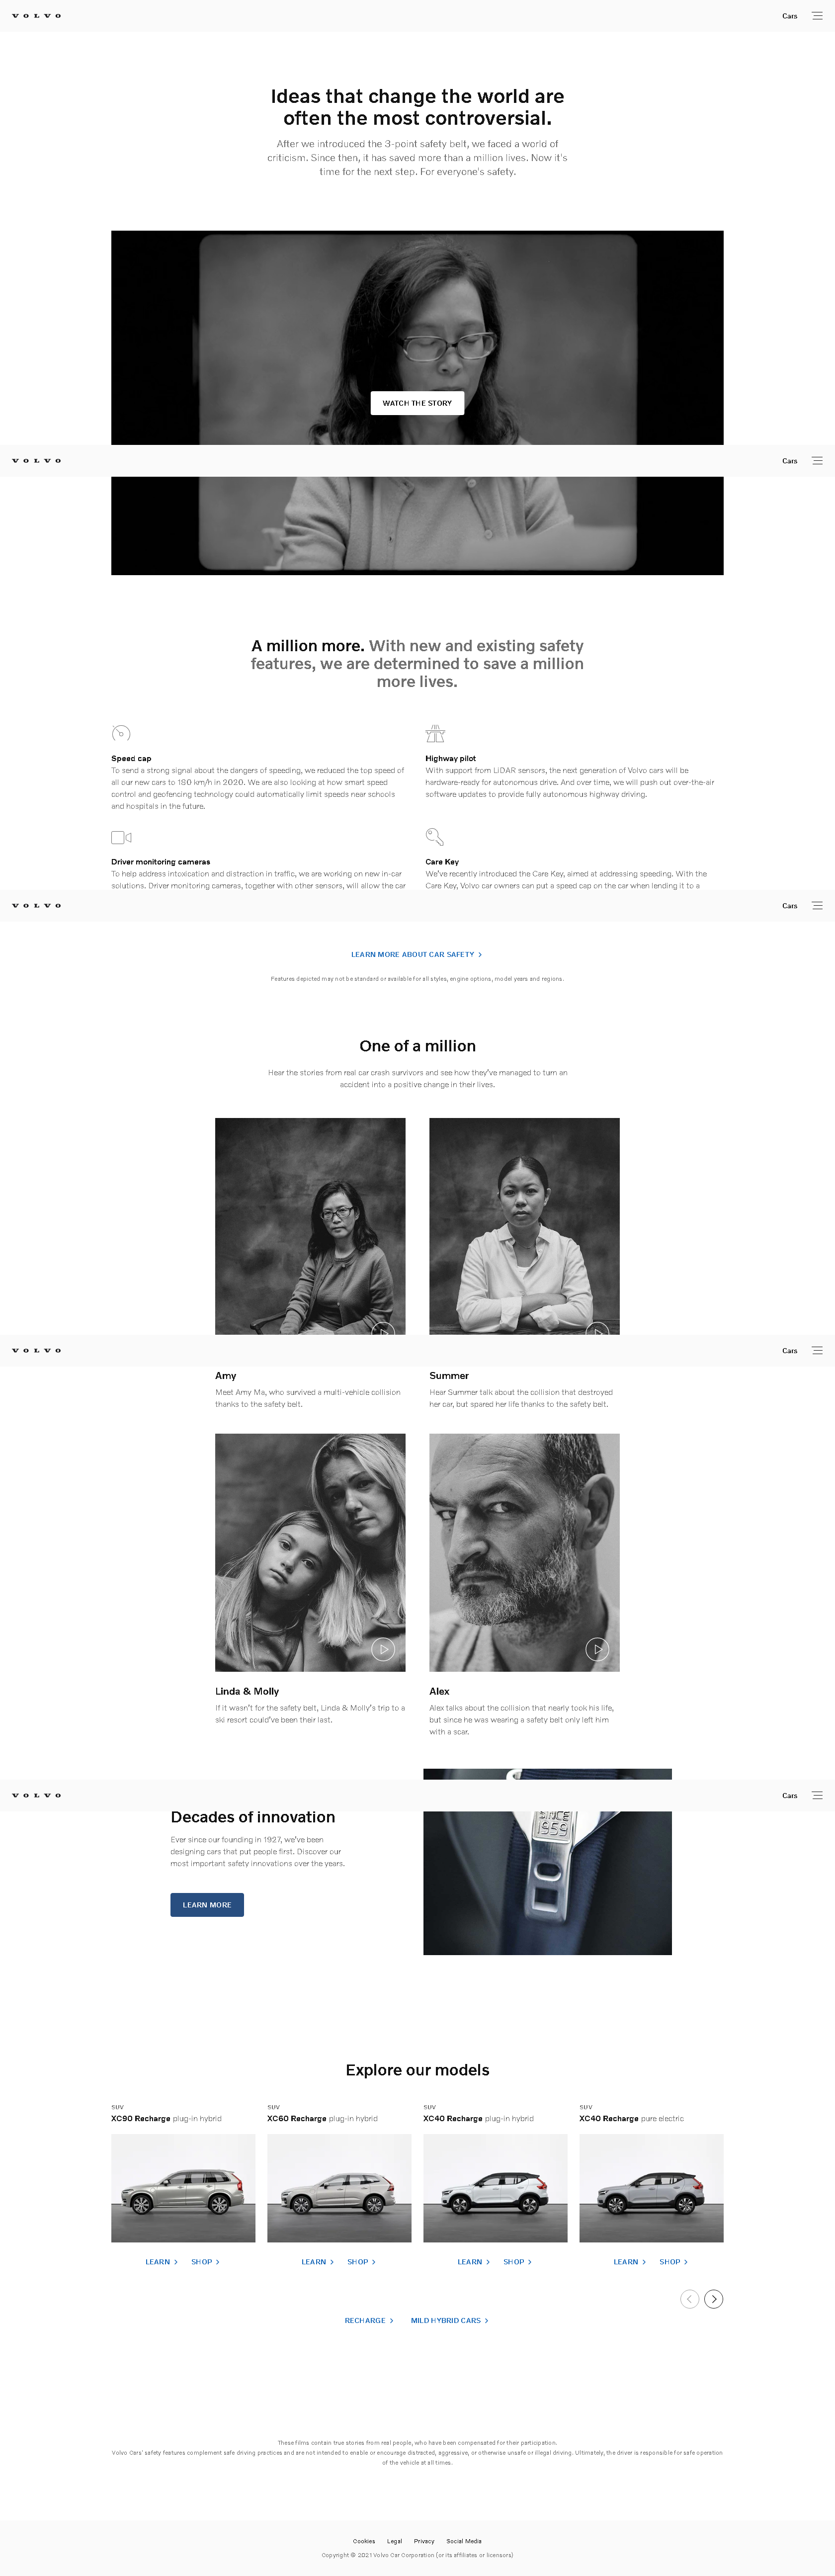 VOLVO
Cars
Ideas that change the world are
often the most controversial.
After we introduced the 3-point safety belt, we faced a world of
criticism. Since then, it has saved more than a million lives. Now it's
time for the next step. For everyone's safety.
WATCH THE STORY
VOLVO
Cars
A million more. With new and existing safety
features, we are determined to save a million
more lives.
Speed cap
To send a strong signal about the dangers of speeding, we reduced the top speed of
all our new cars to 180 km/h in 2020. We are also looking at how smart speed
control and geofencing technology could automatically limit speeds near schools
and hospitals in the future.
Highway pilot
With support from LiDAR sensors, the next generation of Volvo cars will be
hardware-ready for autonomous drive. And over time, we will push out over-the-air
software updates to provide fully autonomous highway driving.
Driver monitoring cameras
To help address intoxication and distraction in traffic, we are working on new in-car
solutions. Driver monitoring cameras, together with other sensors, will allow the car
Care Key
We've recently introduced the Care Key, aimed at addressing speeding. With the
Care Key, Volvo car owners can put a speed cap on the car when lending it to a
VOLVO
Cars
LEARN MORE ABOUT CAR SAFETY
Features depicted may not be standard or available for all styles, engine options, model years and regions.
One of a million
Hear the stories from real car crash survivors and see how they've managed to turn an
accident into a positive change in their lives.
VOLVO
Cars
Amy
Meet Amy Ma, who survived a multi-vehicle collision
thanks to the safety belt.
Summer
Hear Summer talk about the collision that destroyed
her car, but spared her life thanks to the safety belt.
Linda & Molly
If it wasn't for the safety belt, Linda & Molly's trip to a
ski resort could've been their last.
Alex
Alex talks about the collision that nearly took his life,
but since he was wearing a safety belt only left him
with a scar.
VOLVO
Cars
Decades of innovation
Ever since our founding in 1927, we've been
designing cars that put people first. Discover our
most important safety innovations over the years.
LEARN MORE
SINCE
1959
Explore our models
SUV
XC90 Recharge plug-in hybrid
SUV
XC60 Recharge plug-in hybrid
SUV
XC40 Recharge plug-in hybrid
SUV
XC40 Recharge pure electric
LEARN SHOP
LEARN SHOP
LEARN SHOP
LEARN SHOP
RECHARGE MILD HYBRID CARS
These films contain true stories from real people, who have been compensated for their participation.
Volvo Cars' safety features complement safe driving practices and are not intended to enable or encourage distracted, aggressive, or otherwise unsafe or illegal driving. Ultimately, the driver is responsible for safe operation
of the vehicle at all times.
Cookies Legal Privacy Social Media
Copyright © 2021 Volvo Car Corporation (or its affiliates or licensors)